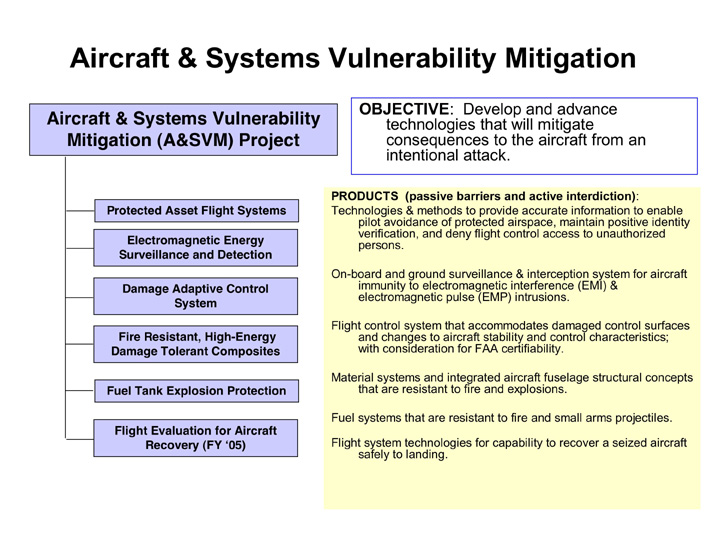 Aircraft & Systems Vulnerability Mitigation
Aircraft & Systems Vulnerability
Mitigation (A&SVM) Project
OBJECTIVE:  Develop and advance
technologies that will mitigate
consequences to the aircraft from an
intentional attack.
Protected Asset Flight Systems
Electromagnetic Energy
Surveillance and Detection
Damage Adaptive Control
System
Fire Resistant, High-Energy
Damage Tolerant Composites
Fuel Tank Explosion Protection
Flight Evaluation for Aircraft
Recovery (FY ‘05)
PRODUCTS  (passive barriers and active interdiction):
Technologies & methods to provide accurate information to enable
pilot avoidance of protected airspace, maintain positive identity
verification, and deny flight control access to unauthorized
persons.
On-board and ground surveillance & interception system for aircraft
immunity to electromagnetic interference (EMI) &
electromagnetic pulse (EMP) intrusions.
Flight control system that accommodates damaged control surfaces
and changes to aircraft stability and control characteristics;
with consideration for FAA certifiability.
Material systems and integrated aircraft fuselage structural concepts
that are resistant to fire and explosions.
Fuel systems that are resistant to fire and small arms projectiles.
Flight system technologies for capability to recover a seized aircraft
safely to landing.